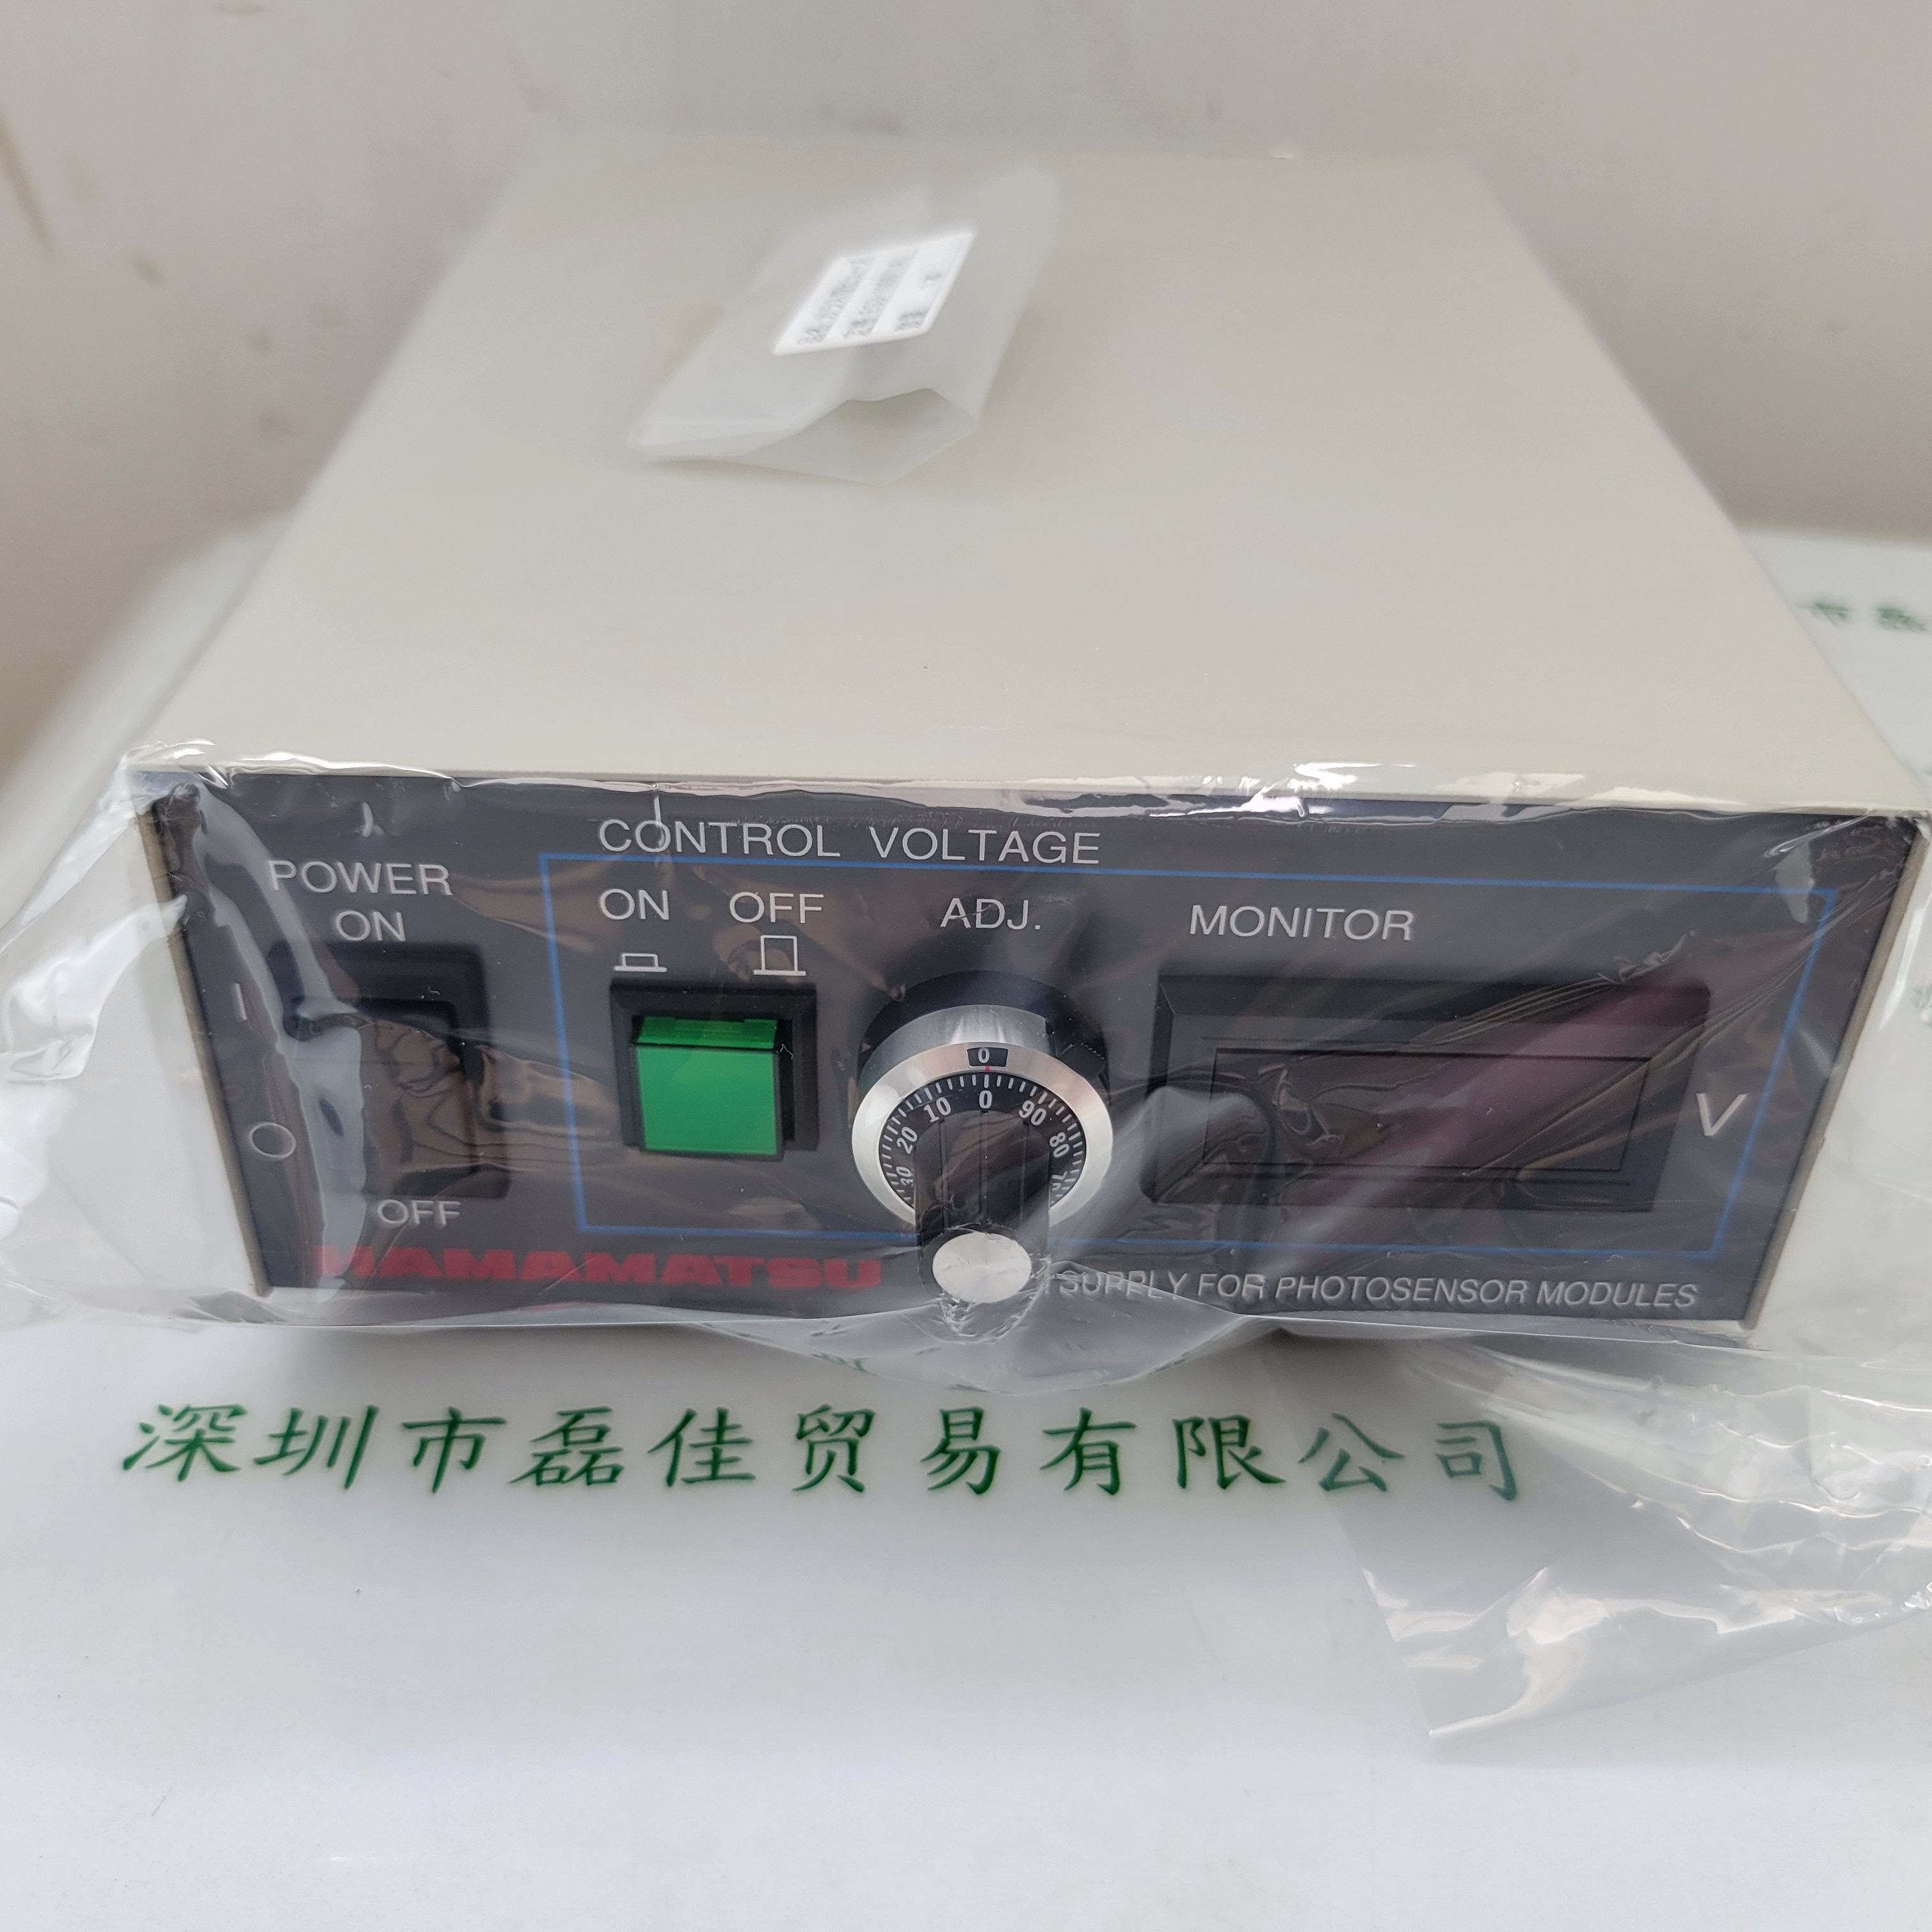 CONTROL VOLTAGE
POWER
ON
ON OFF
ADJ.
MONITOR
0
0
10
20
30
90
80
V
OFF
HAMAMATSU
SUPPLY FOR PHOTOSENSOR MODULES
深圳市磊佳贸易有限公司